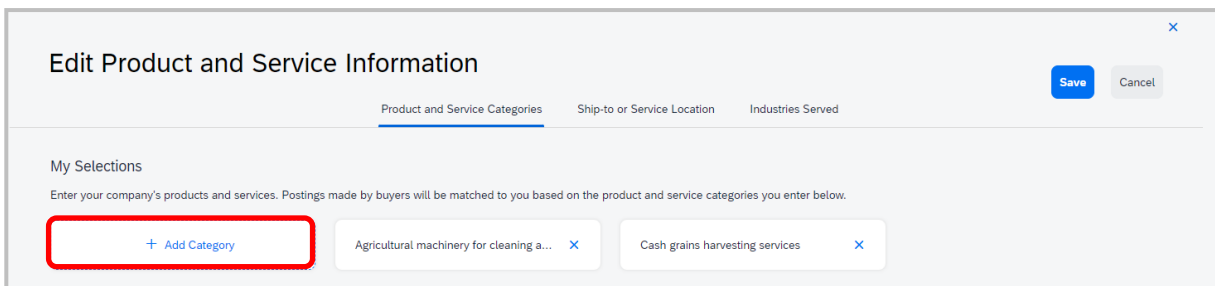 Edit Product and Service Information
Save Cancel
Product and Service Categories Ship-to or Service Location Industries Served
My Selections
Enter your company's products and services. Postings made by buyers will be matched to you based on the product and service categories you enter below.
+ Add Category Agricultural machinery for cleaning a... × Cash grains harvesting services ×